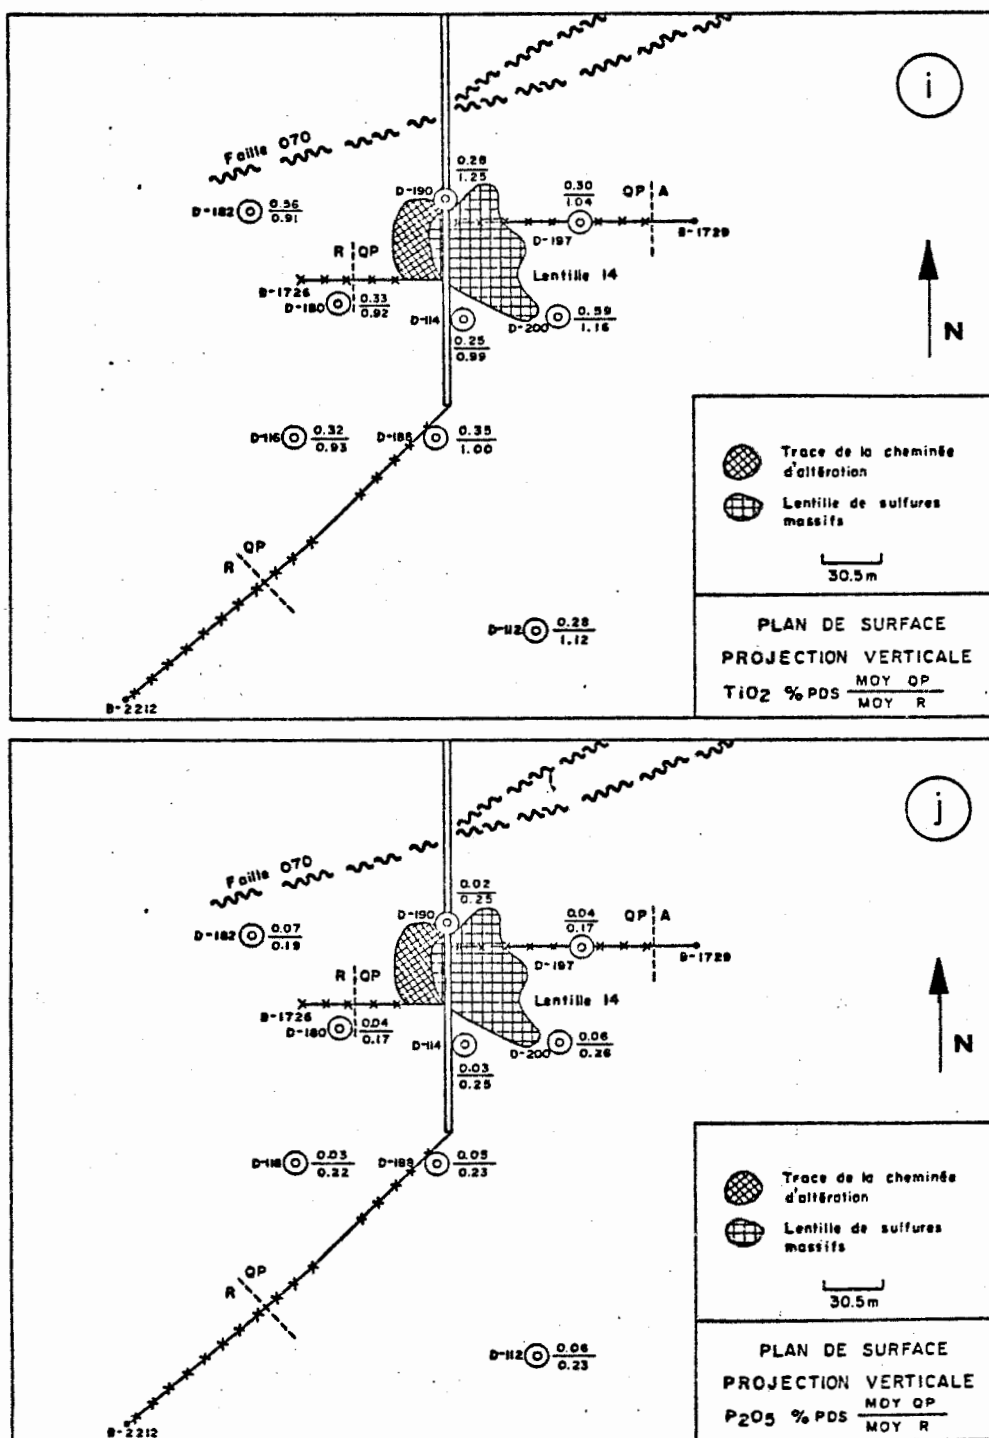 i
Faille 070
D-190
0.28
1.25
D-182
0.56
0.91
0.30
1.04
QP A
D-197
B-1729
R QP
Lentille 14
B-1726
D-180
0.33
0.92
D-114
0.25
0.99
D-200
0.59
1.16
N
D-116
0.32
0.93
D-188
0.35
1.00
QP
R
D-112
0.28
1.12
B-2212
Trace de la cheminée
d'altération
Lentille de sulfures
massifs
30.5m
PLAN DE SURFACE
PROJECTION VERTICALE
TiO2 % PDS MOY QP
MOY R
j
Faille 070
D-190
0.02
0.25
D-182
0.07
0.19
0.04
0.17
QP A
D-197
B-1729
R QP
Lentille 14
B-1726
D-180
0.04
0.17
D-114
0.03
0.25
D-200
0.06
0.26
N
D-116
0.03
0.22
D-188
0.05
0.23
QP
R
D-112
0.06
0.23
B-2212
Trace de la cheminée
d'altération
Lentille de sulfures
massifs
30.5m
PLAN DE SURFACE
PROJECTION VERTICALE
P2O5 % PDS MOY QP
MOY R